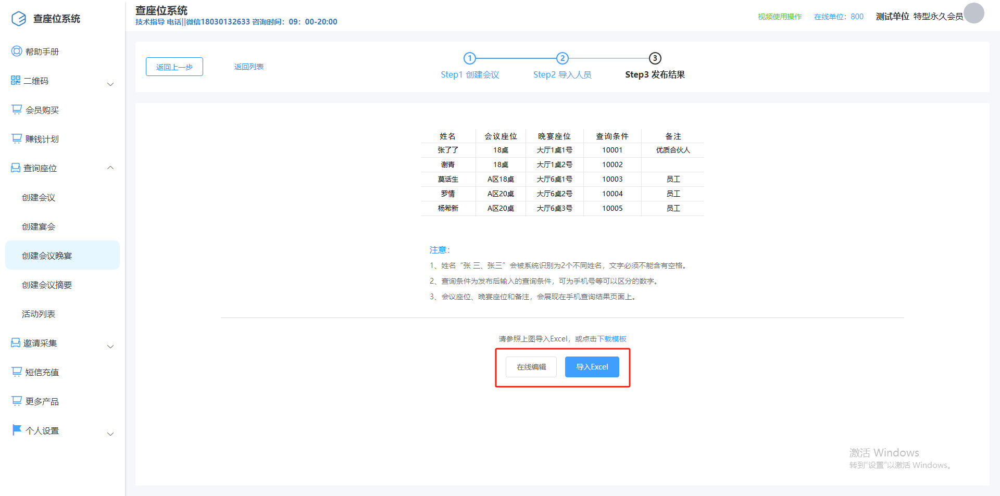 查座位系统
帮助手册
二维码
会员购买
赚钱计划
查询座位
创建会议
创建宴会
创建会议晚宴
创建会议摘要
活动列表
邀请采集
短信充值
更多产品
个人设置
查座位系统
技术指导 电话||微信18030132633 咨询时间：09：00-20:00
视频使用操作 在线单位：800 测试单位 特型永久会员
返回上一步 返回列表
1 2 3
Step1 创建会议 Step2 导入人员 Step3 发布结果
姓名 会议座位 晚宴座位 查询条件 备注
张了了 18桌 大厅1桌1号 10001 优质合伙人
谢青 18桌 大厅1桌2号 10002
莫话生 A区18桌 大厅6桌1号 10003 员工
罗情 A区20桌 大厅6桌2号 10004 员工
杨希新 A区20桌 大厅6桌3号 10005 员工
注意：
1、姓名“张 三、张三”会被系统识别为2个不同姓名，文字必须不能含有空格。
2、查询条件为发布后输入的查询条件，可为手机号等可以区分的数字。
3、会议座位、晚宴座位和备注，会展现在手机查询结果页面上。
请参照上图导入Excel，或点击下载模板
在线编辑 导入Excel
激活 Windows
转到“设置”以激活 Windows。